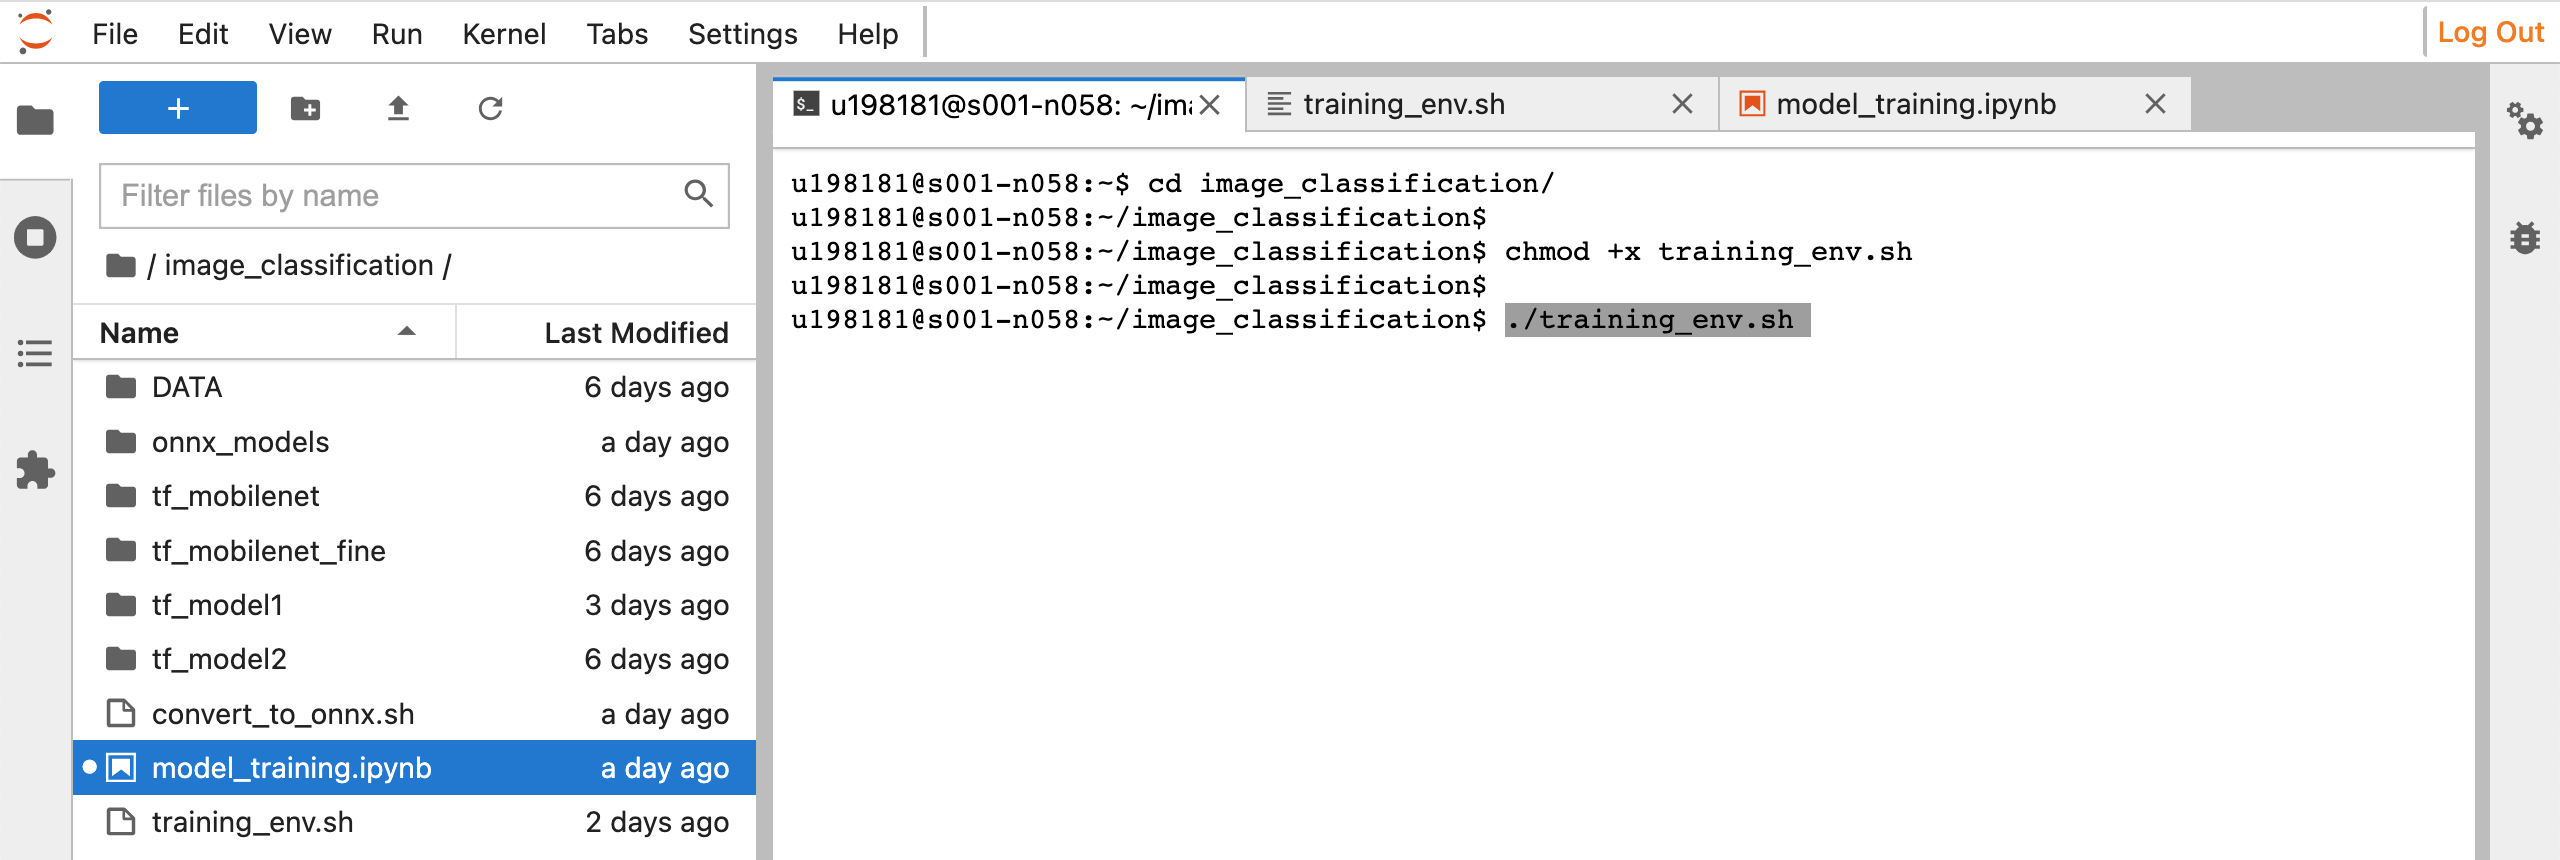 File Edit View Run Kernel Tabs Settings Help
Log Out
+
$_ u198181@s001-n058: ~/ima
training_env.sh
model_training.ipynb
Filter files by name
/ image_classification /
Name Last Modified
DATA 6 days ago
onnx_models a day ago
tf_mobilenet 6 days ago
tf_mobilenet_fine 6 days ago
tf_model1 3 days ago
tf_model2 6 days ago
convert_to_onnx.sh a day ago
model_training.ipynb a day ago
training_env.sh 2 days ago
u198181@s001-n058:~$ cd image_classification/
u198181@s001-n058:~/image_classification$
u198181@s001-n058:~/image_classification$ chmod +x training_env.sh
u198181@s001-n058:~/image_classification$
u198181@s001-n058:~/image_classification$ ./training_env.sh